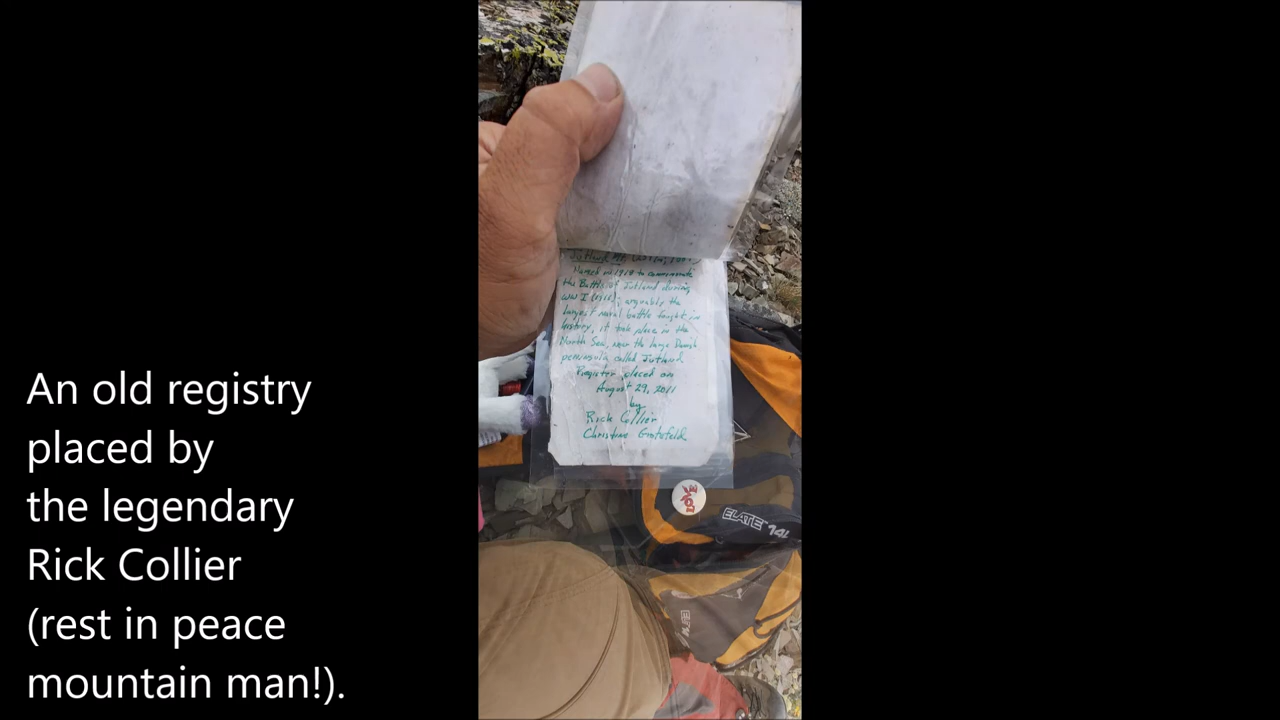 An old registry
placed by
the legendary
Rick Collier
(rest in peace
mountain man!).
Jutland Mt.
Named in 1918 to commemorate
the Battle of Jutland during
WW I (1916); arguably the
largest naval battle fought in
history, it took place in the
North Sea, near the large Danish
peninsula called Jutland.
Register placed on
August 29, 2011
by
Rick Collier
Christine Grotefeld
ELATE 14L